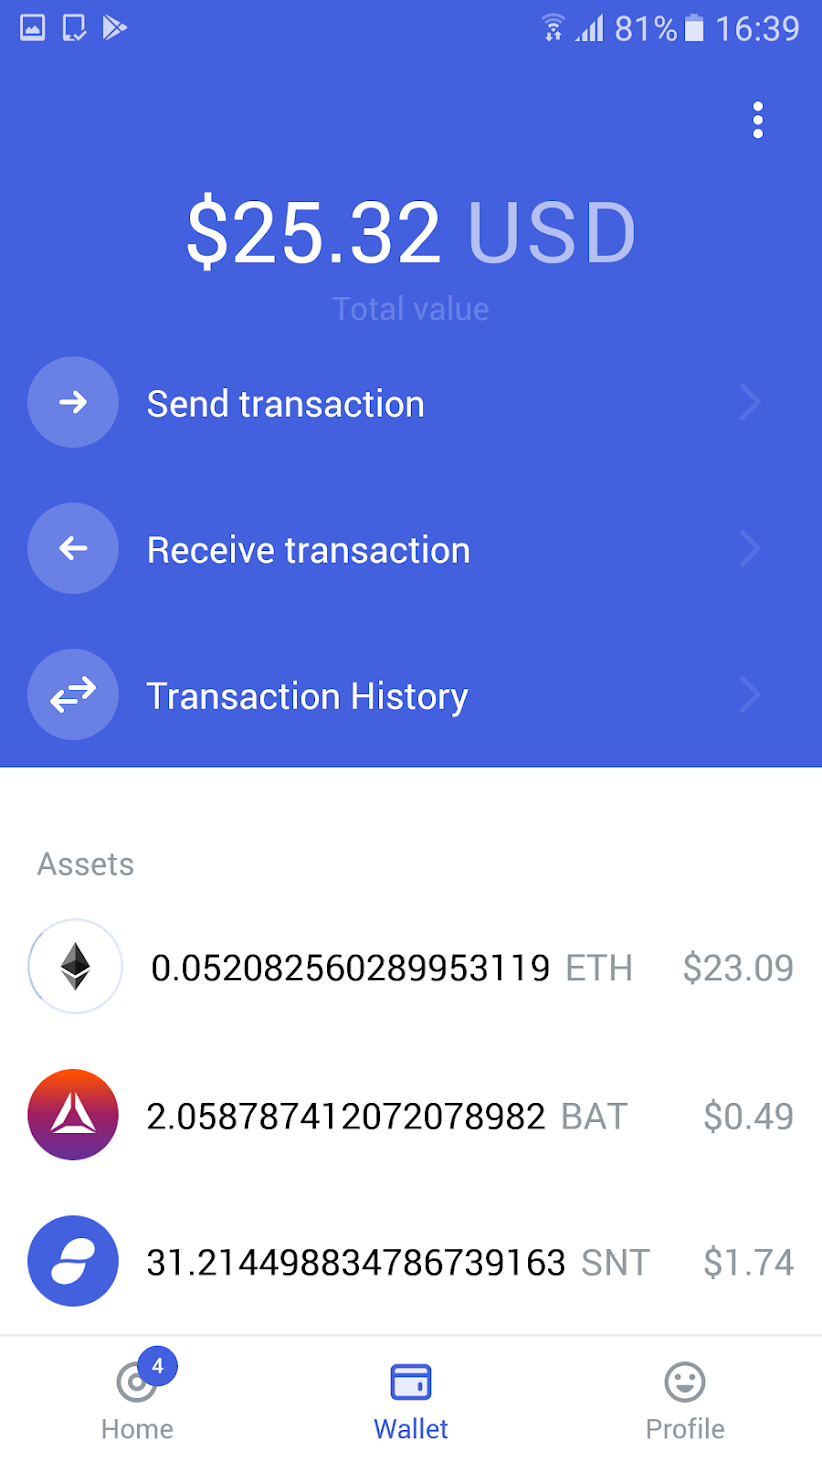 81% 16:39
$25.32 USD
Total value
Send transaction
Receive transaction
Transaction History
Assets
0.052082560289953119 ETH $23.09
2.058787412072078982 BAT $0.49
31.214498834786739163 SNT $1.74
4
Home Wallet Profile